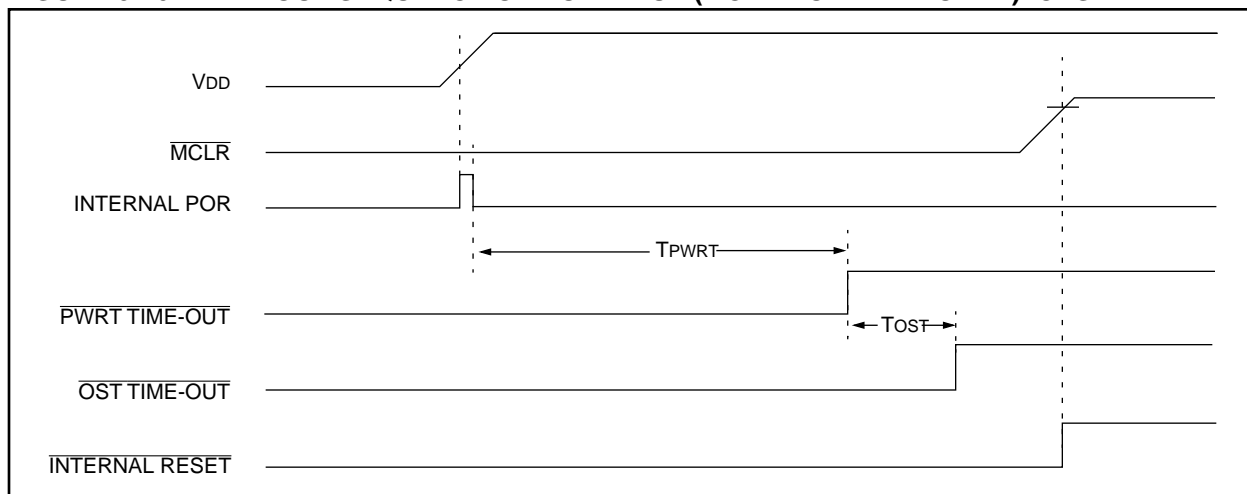 VDD
MCLR
INTERNAL POR
TPWRT
PWRT TIME-OUT
TOST
OST TIME-OUT
INTERNAL RESET